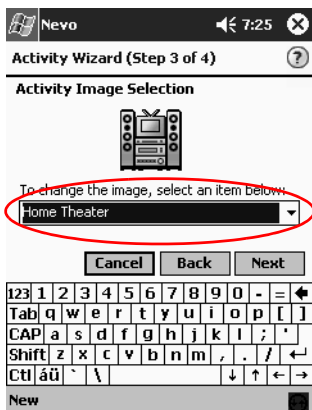 Nevo 7:25
Activity Wizard (Step 3 of 4) ?
Activity Image Selection
To change the image, select an item below:
Home Theater
Cancel Back Next
123 1 2 3 4 5 6 7 8 9 0 - = 
Tab q w e r t y u i o p [ ]
CAP a s d f g h j k l ; '
Shift z x c v b n m , . / ↵
Ctl áü ` \ ↓ ↑ ← →
New